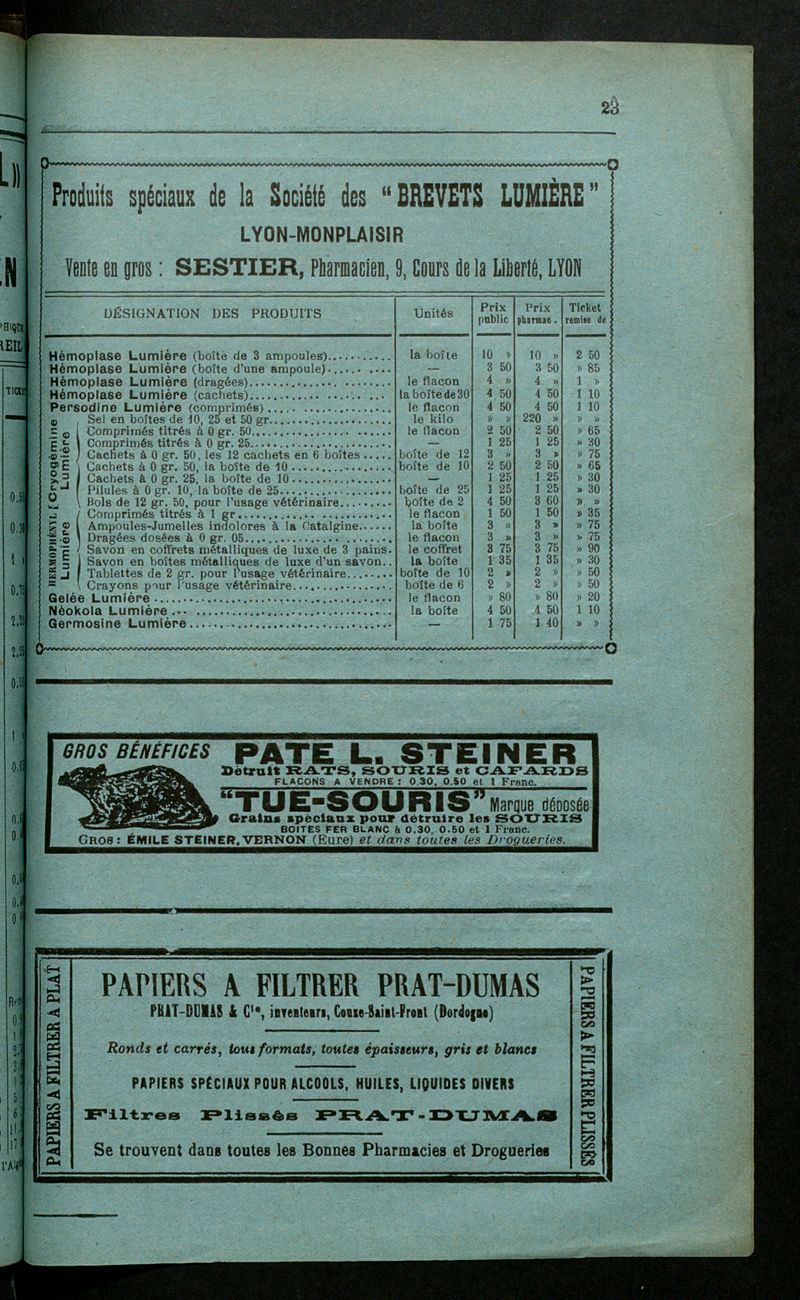 23
Produits spéciaux de la Société des “BREVETS LUMIÈRE”
LYON-MONPLAISIR
Vente en gros : SESTIER, Pharmacien, 9, Cours de la Liberté, LYON
DÉSIGNATION DES PRODUITS Unités Prix public Prix pharmac. Ticket remise de
Hémoplase Lumière (boîte de 3 ampoules) la boîte 10 » 10 » 2 50
Hémoplase Lumière (boîte d'une ampoule) — 3 50 3 50 » 85
Hémoplase Lumière (dragées) le flacon 4 » 4 » 1 »
Hémoplase Lumière (cachets) la boîte de 30 4 50 4 50 1 10
Persodine Lumière (comprimés) le flacon 4 50 4 50 1 10
Cryogénine Lumière
Sel en boîtes de 10, 25 et 50 gr. le kilo » » 220 » » »
Comprimés titrés à 0 gr. 50 le flacon 2 50 2 50 » 65
Comprimés titrés à 0 gr. 25 — 1 25 1 25 » 30
Cachets à 0 gr. 50, les 12 cachets en 6 boîtes boîte de 12 3 » 3 » » 75
Cachets à 0 gr. 50, la boîte de 10 boîte de 10 2 50 2 50 » 65
Cachets à 0 gr. 25, la boîte de 10 — 1 25 1 25 » 30
Pilules à 0 gr. 10, la boîte de 25 boîte de 25 1 25 1 25 » 30
Bols de 12 gr. 50, pour l'usage vétérinaire boîte de 2 4 50 3 60 » »
HERMOPHÉNYL Lumière
Comprimés titrés à 1 gr. le flacon 1 50 1 50 » 35
Ampoules-Jumelles indolores à la Catalgine la boîte 3 » 3 » » 75
Dragées dosées à 0 gr. 05 le flacon 3 » 3 » » 75
Savon en coffrets métalliques de luxe de 3 pains. le coffret 3 75 3 75 » 90
Savon en boîtes métalliques de luxe d'un savon.. la boîte 1 35 1 35 » 30
Tablettes de 2 gr. pour l'usage vétérinaire boîte de 10 2 » 2 » » 50
Crayons pour l'usage vétérinaire boîte de 6 2 » 2 » » 50
Gelée Lumière le flacon » 80 » 80 » 20
Néokola Lumière la boîte 4 50 4 50 1 10
Germosine Lumière — 1 75 1 40 » »
GROS BÉNÉFICES PATE L. STEINER
Détruit RATS, SOURIS et CAFARDS
FLACONS A VENDRE : 0.30, 0.50 et 1 Franc.
“TUE-SOURIS” Marque déposée
Grains spéciaux pour détruire les SOURIS
BOITES FER BLANC à 0.30, 0.50 et 1 Franc.
GROS : ÉMILE STEINER, VERNON (Eure) et dans toutes les Drogueries.
PAPIERS A FILTRER A PLAT
PAPIERS A FILTRER PRAT-DUMAS
PRAT-DUMAS & Cie, inventeurs, Couze-Saint-Front (Dordogne)
Ronds et carrés, tous formats, toutes épaisseurs, gris et blancs
PAPIERS SPÉCIAUX POUR ALCOOLS, HUILES, LIQUIDES DIVERS
Filtres Plissés PRAT-DUMAS
Se trouvent dans toutes les Bonnes Pharmacies et Drogueries
PAPIERS A FILTRER PLISSÉS